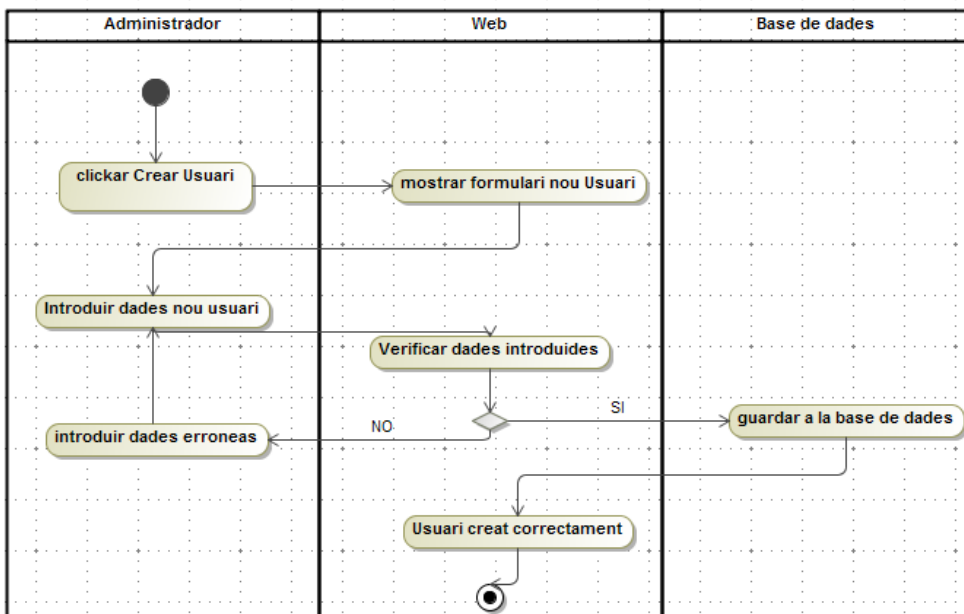 Administrador
Web
Base de dades
clickar Crear Usuari
mostrar formulari nou Usuari
Introduir dades nou usuari
Verificar dades introduides
SI
guardar a la base de dades
NO
introduir dades erroneas
Usuari creat correctament